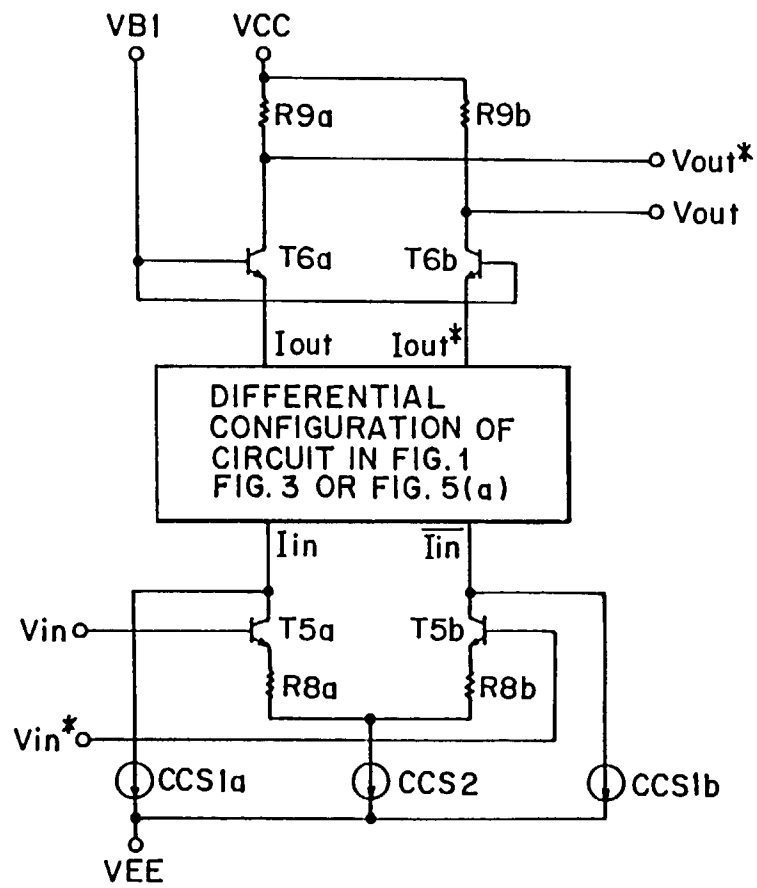 VB1 VCC
R9a R9b
Vout*
Vout
T6a T6b
Iout Iout*
DIFFERENTIAL
CONFIGURATION OF
CIRCUIT IN FIG.1
FIG.3 OR FIG.5(a)
Iin I̅i̅n̅
Vin T5a T5b
R8a R8b
Vin*
CCS1a CCS2 CCS1b
VEE